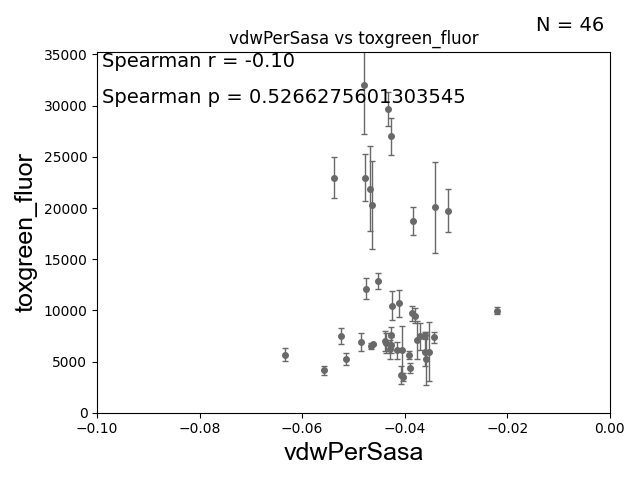 N = 46
vdwPerSasa vs toxgreen_fluor
Spearman r = -0.10
Spearman p = 0.5266275601303545
35000
30000
25000
20000
15000
10000
5000
0
toxgreen_fluor
−0.10 −0.08 −0.06 −0.04 −0.02 0.00
vdwPerSasa